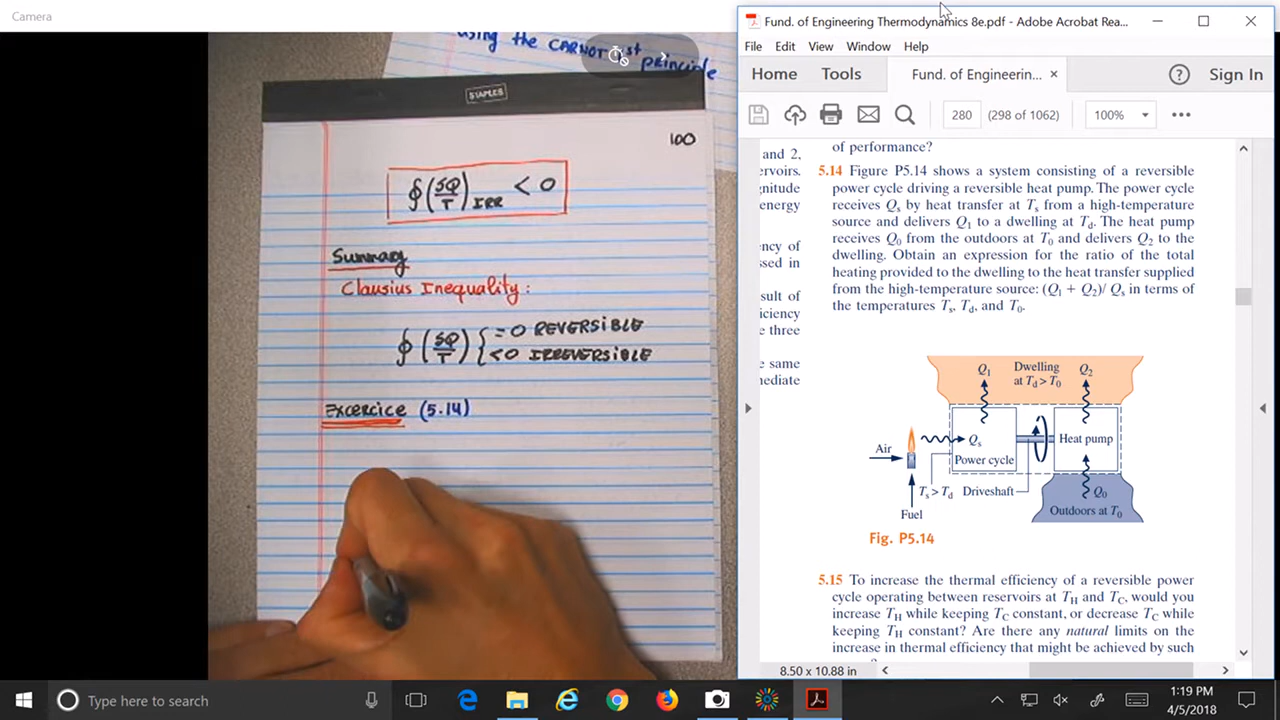 Camera
using the CARNOT 1st
principle
STAPLES
100
∮(δQ/T)IRR < 0
Summary
Clausius Inequality:
∮(δQ/T) { = 0 REVERSIBLE
< 0 IRREVERSIBLE
Excercice (5.14)
Fund. of Engineering Thermodynamics 8e.pdf - Adobe Acrobat Rea...
File Edit View Window Help
Home Tools Fund. of Engineerin... × ? Sign In
280 (298 of 1062) 100%
and 2,
ervoirs.
gnitude
energy
ency of
ssed in
sult of
iciency
e three
same
mediate
of performance?
5.14 Figure P5.14 shows a system consisting of a reversible
power cycle driving a reversible heat pump. The power cycle
receives Qs by heat transfer at Ts from a high-temperature
source and delivers Q1 to a dwelling at Td. The heat pump
receives Q0 from the outdoors at T0 and delivers Q2 to the
dwelling. Obtain an expression for the ratio of the total
heating provided to the dwelling to the heat transfer supplied
from the high-temperature source: (Q1 + Q2)/ Qs in terms of
the temperatures Ts, Td, and T0.
Q1 Dwelling Q2
at Td > T0
Air Qs Heat pump
Power cycle
Ts > Td Driveshaft Q0
Fuel Outdoors at T0
Fig. P5.14
5.15 To increase the thermal efficiency of a reversible power
cycle operating between reservoirs at TH and TC, would you
increase TH while keeping TC constant, or decrease TC while
keeping TH constant? Are there any natural limits on the
increase in thermal efficiency that might be achieved by such
8.50 x 10.88 in
Type here to search
1:19 PM
4/5/2018